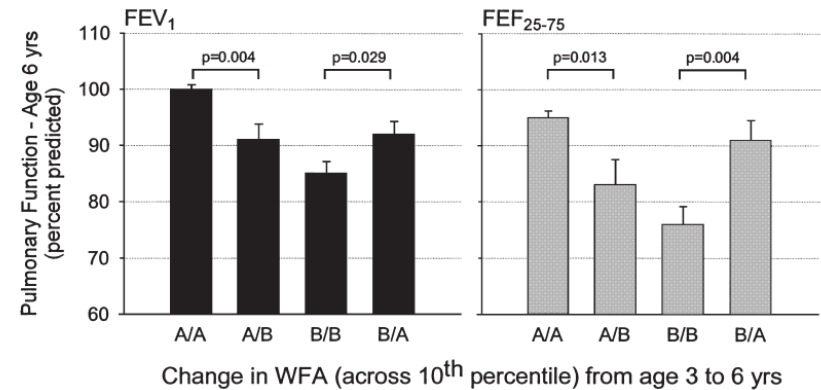 FEV1
FEF25-75
Pulmonary Function - Age 6 yrs
(percent predicted)
110
100
90
80
70
60
p=0.004
p=0.029
p=0.013
p=0.004
A/A A/B B/B B/A
A/A A/B B/B B/A
Change in WFA (across 10th percentile) from age 3 to 6 yrs